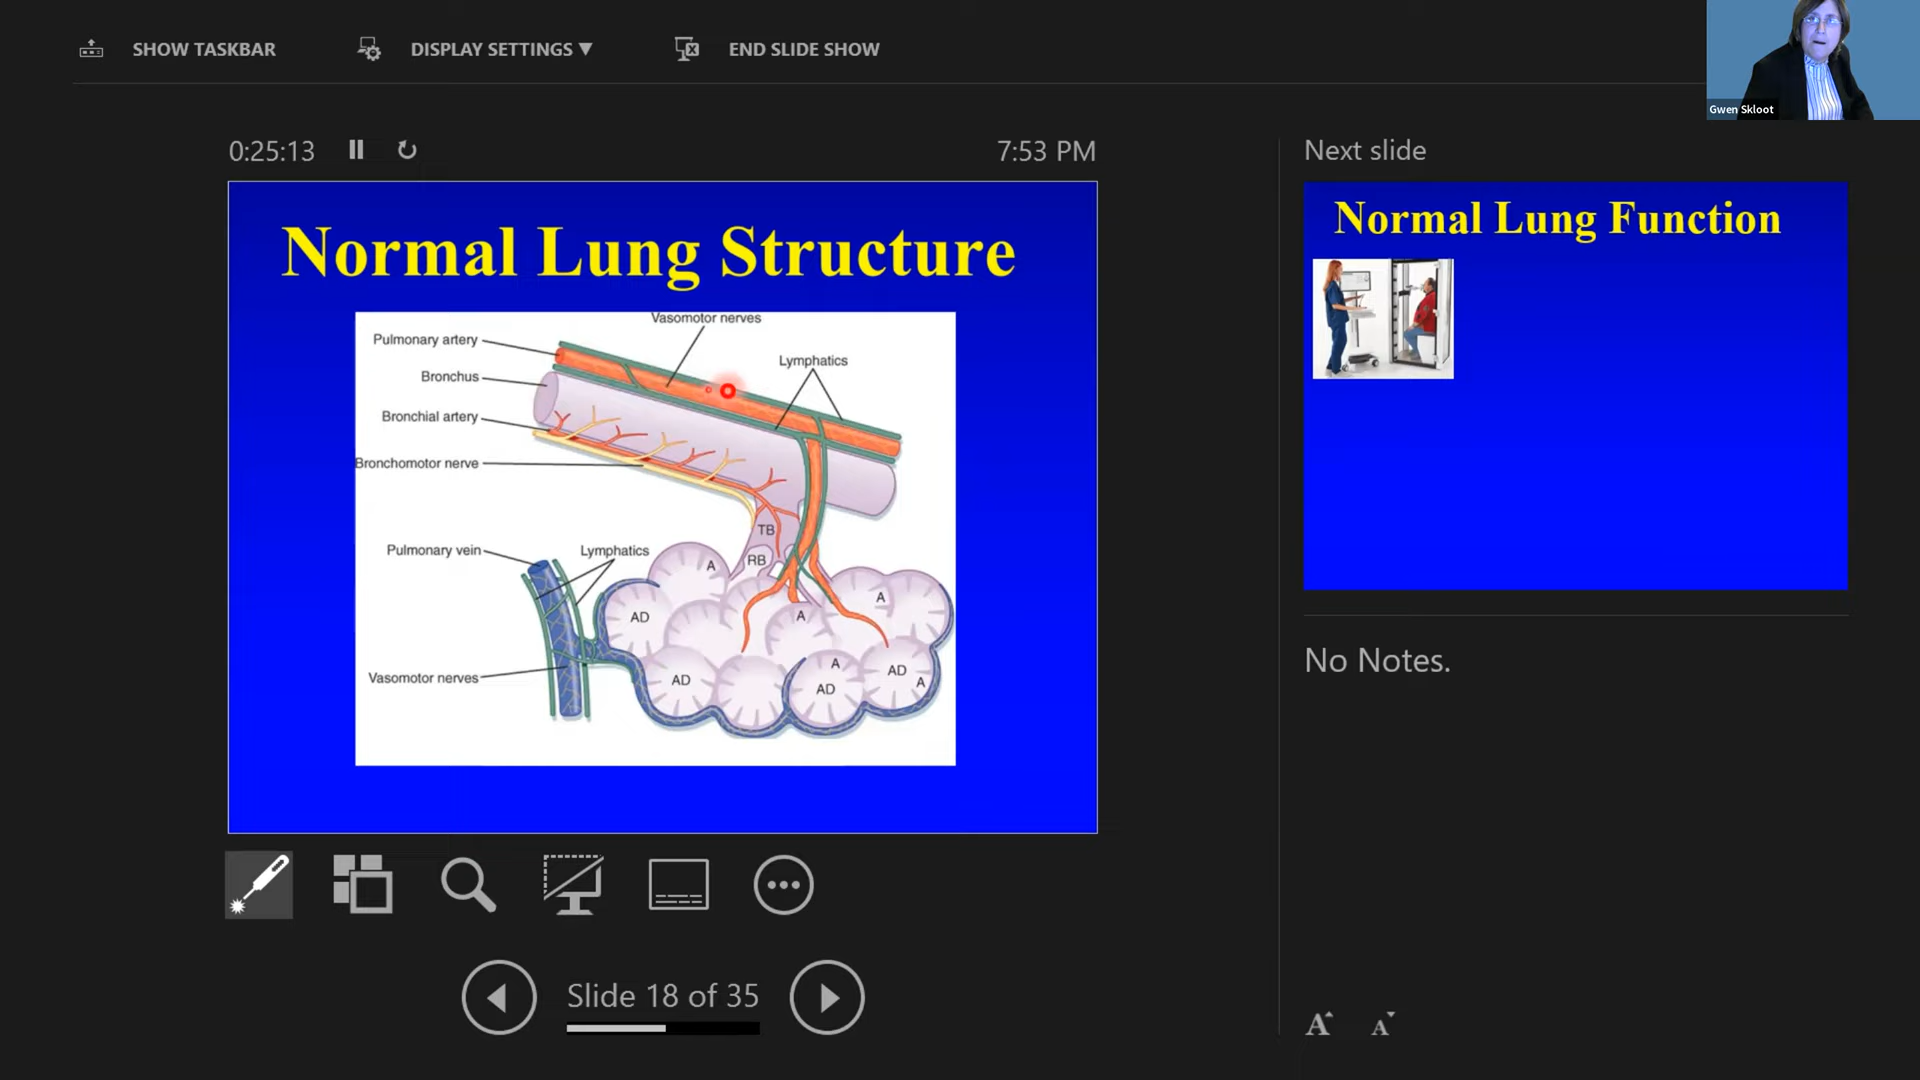 SHOW TASKBAR
DISPLAY SETTINGS ▼
END SLIDE SHOW
Gwen Skloot
0:25:13
7:53 PM
Next slide
Normal Lung Structure
Vasomotor nerves
Pulmonary artery
Lymphatics
Bronchus
Bronchial artery
Bronchomotor nerve
TB
Pulmonary vein
Lymphatics
A
RB
A
AD
A
A
AD
A
Vasomotor nerves
AD
AD
Normal Lung Function
No Notes.
Slide 18 of 35
A
A